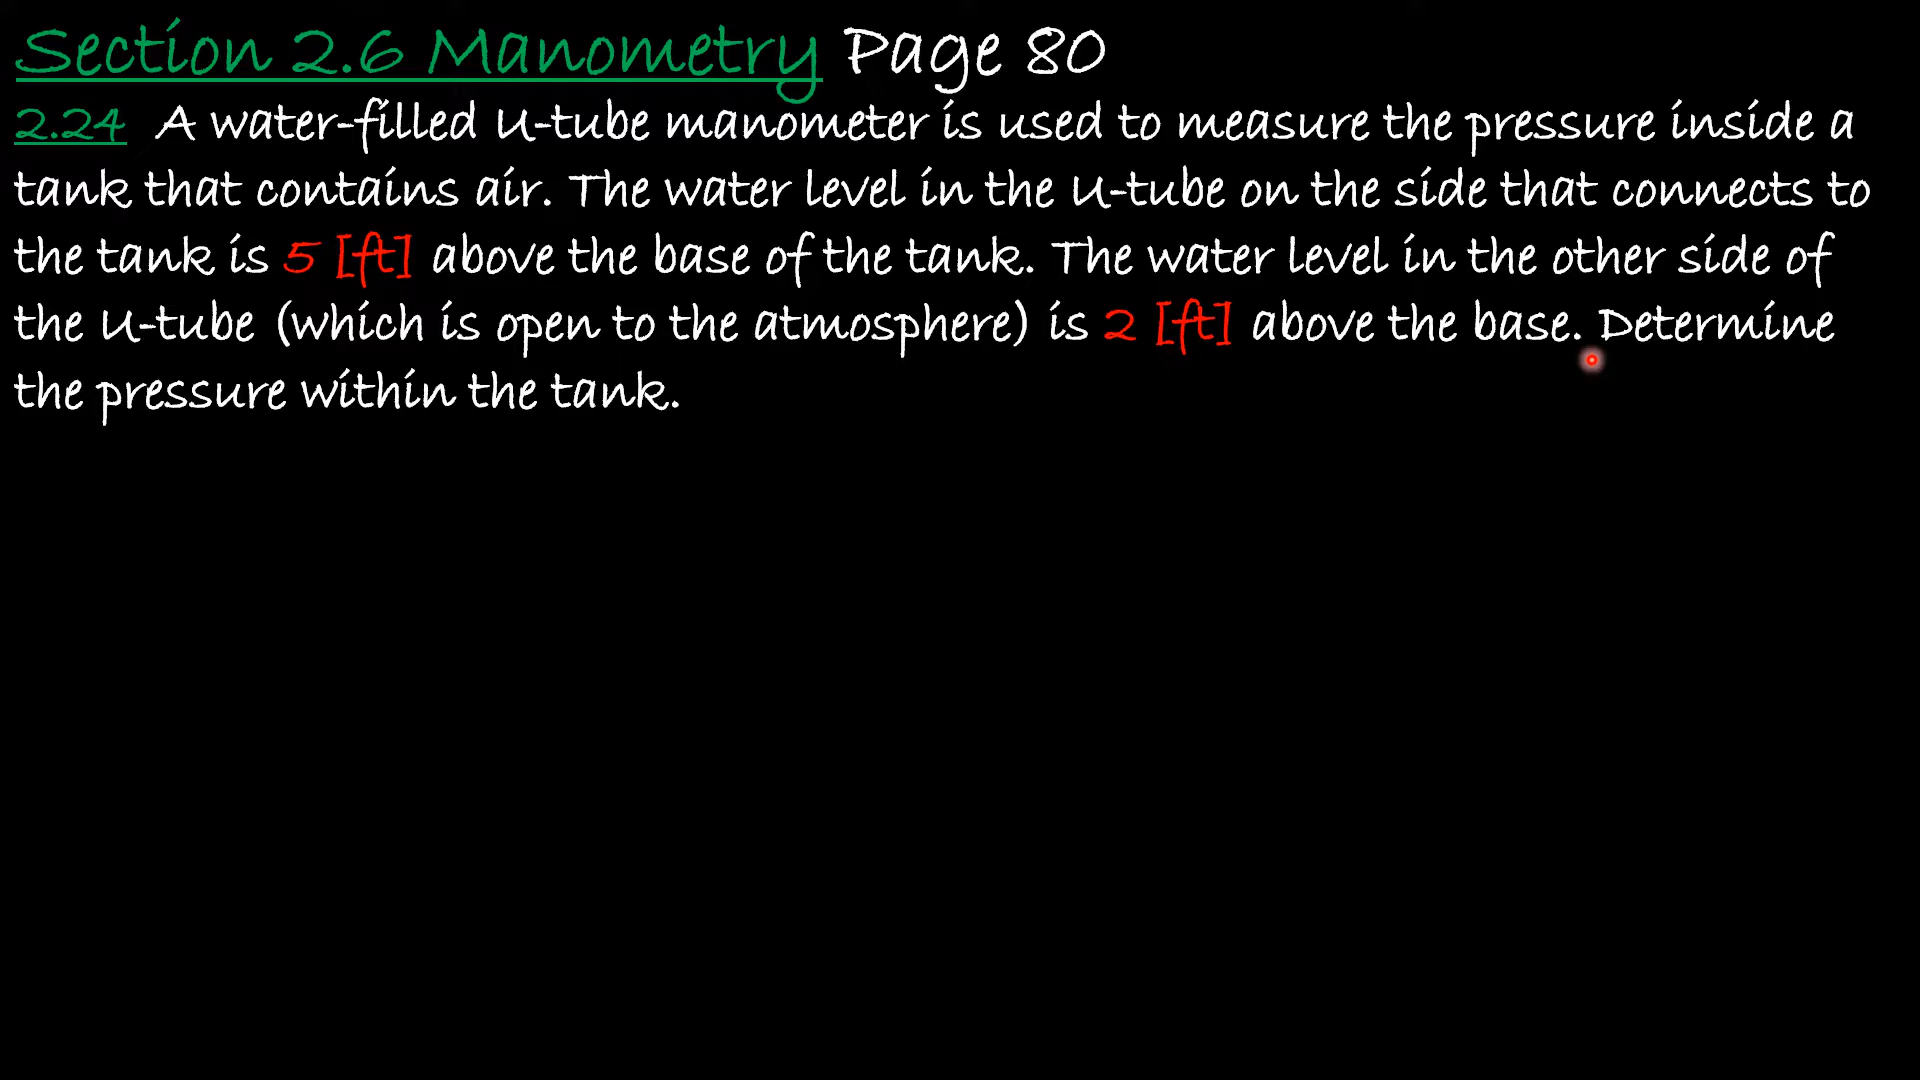 Section 2.6 Manometry Page 80
2.24 A water-filled U-tube manometer is used to measure the pressure inside a
tank that contains air. The water level in the U-tube on the side that connects to
the tank is 5 [ft] above the base of the tank. The water level in the other side of
the U-tube (which is open to the atmosphere) is 2 [ft] above the base. Determine
the pressure within the tank.